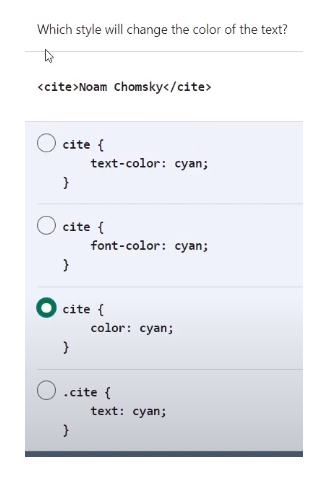 Which style will change the color of the text?
<cite>Noam Chomsky</cite>
cite {
text-color: cyan;
}
cite {
font-color: cyan;
}
cite {
color: cyan;
}
.cite {
text: cyan;
}